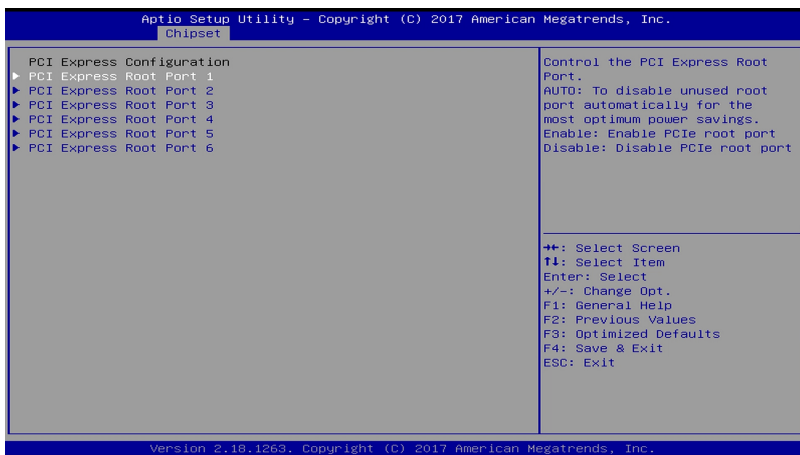 Aptio Setup Utility – Copyright (C) 2017 American Megatrends, Inc.
Chipset
PCI Express Configuration
▶ PCI Express Root Port 1
▶ PCI Express Root Port 2
▶ PCI Express Root Port 3
▶ PCI Express Root Port 4
▶ PCI Express Root Port 5
▶ PCI Express Root Port 6
Control the PCI Express Root
Port.
AUTO: To disable unused root
port automatically for the
most optimum power savings.
Enable: Enable PCIe root port
Disable: Disable PCIe root port
→←: Select Screen
↑↓: Select Item
Enter: Select
+/-: Change Opt.
F1: General Help
F2: Previous Values
F3: Optimized Defaults
F4: Save & Exit
ESC: Exit
Version 2.18.1263. Copyright (C) 2017 American Megatrends, Inc.